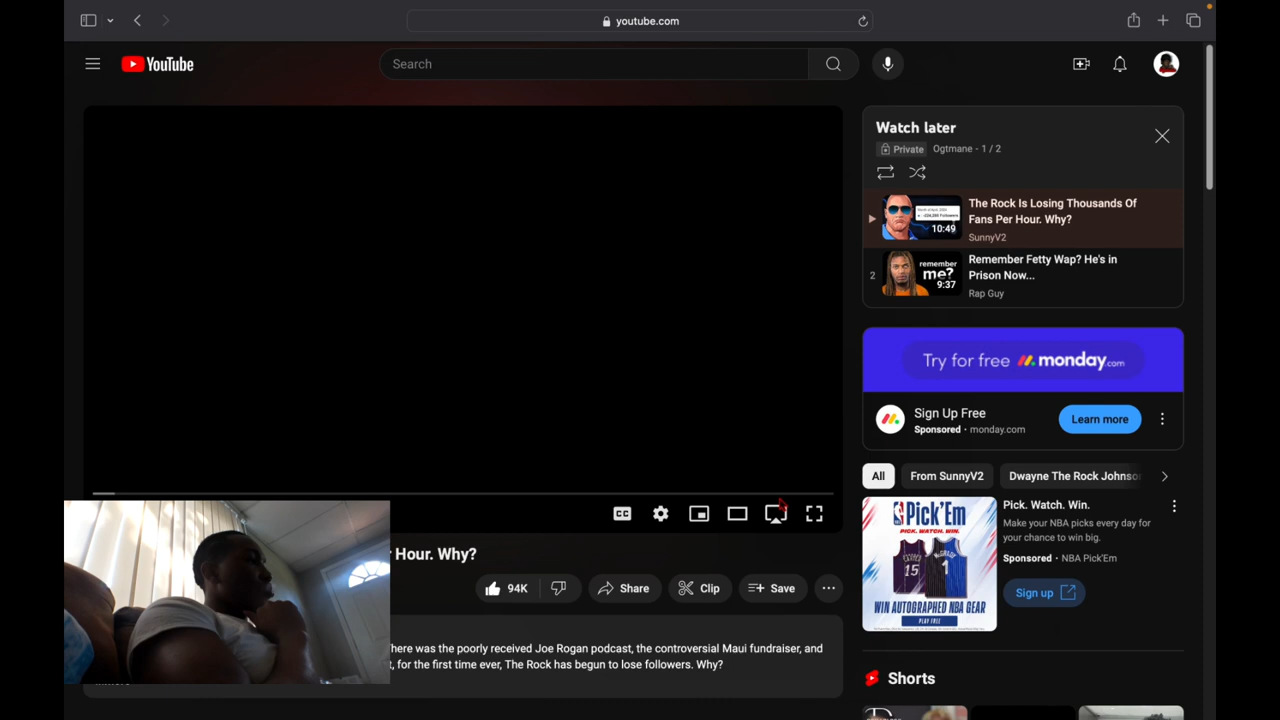 youtube.com
YouTube
Search
Watch later
Private
Ogtmane - 1 / 2
10:49
The Rock Is Losing Thousands Of
Fans Per Hour. Why?
SunnyV2
2
remember
me?
9:37
Remember Fetty Wap? He's in
Prison Now...
Rap Guy
Try for free monday.com
Sign Up Free
Sponsored • monday.com
Learn more
All
From SunnyV2
Dwayne The Rock Johnso
NBA Pick'Em
PICK. WATCH. WIN.
15
WIN AUTOGRAPHED NBA GEAR
PLAY FREE
Pick. Watch. Win.
Make your NBA picks every day for
your chance to win big.
Sponsored • NBA Pick'Em
Sign up
Shorts
CC
Hour. Why?
94K
Share
Clip
Save
here was the poorly received Joe Rogan podcast, the controversial Maui fundraiser, and
, for the first time ever, The Rock has begun to lose followers. Why?